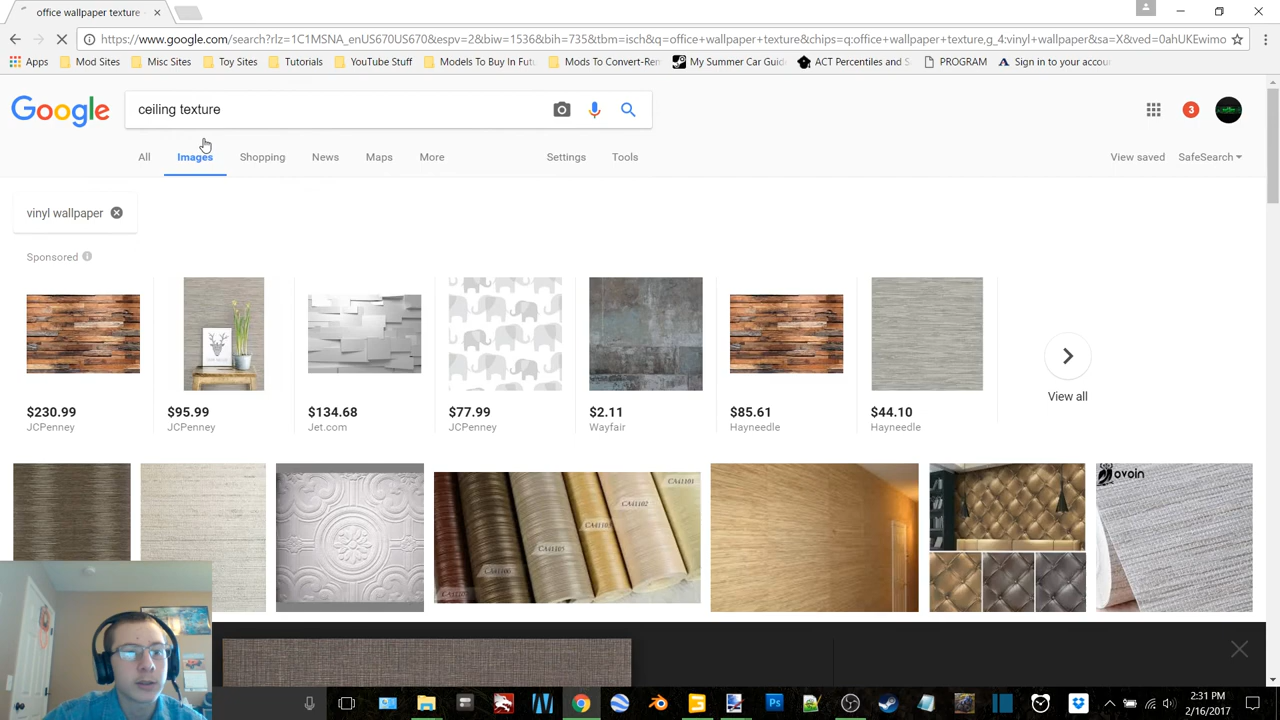 office wallpaper texture
https://www.google.com/search?rlz=1C1MSNA_enUS670US670&espv=2&biw=1536&bih=735&tbm=isch&q=office+wallpaper+texture&chips=q:office+wallpaper+texture,g_4:vinyl+wallpaper&sa=X&ved=0ahUKEwimo
Apps Mod Sites Misc Sites Toy Sites Tutorials YouTube Stuff Models To Buy In Futu Mods To Convert-Ren My Summer Car Guide ACT Percentiles and S PROGRAM Sign in to your accou
Google
ceiling texture
3
All Images Shopping News Maps More Settings Tools View saved SafeSearch
vinyl wallpaper
Sponsored
$230.99 $95.99 $134.68 $77.99 $2.11 $85.61 $44.10
JCPenney JCPenney Jet.com JCPenney Wayfair Hayneedle Hayneedle
View all
ovoin
CA41101
CA41102
CA41103
CA41105
2:31 PM
2/16/2017